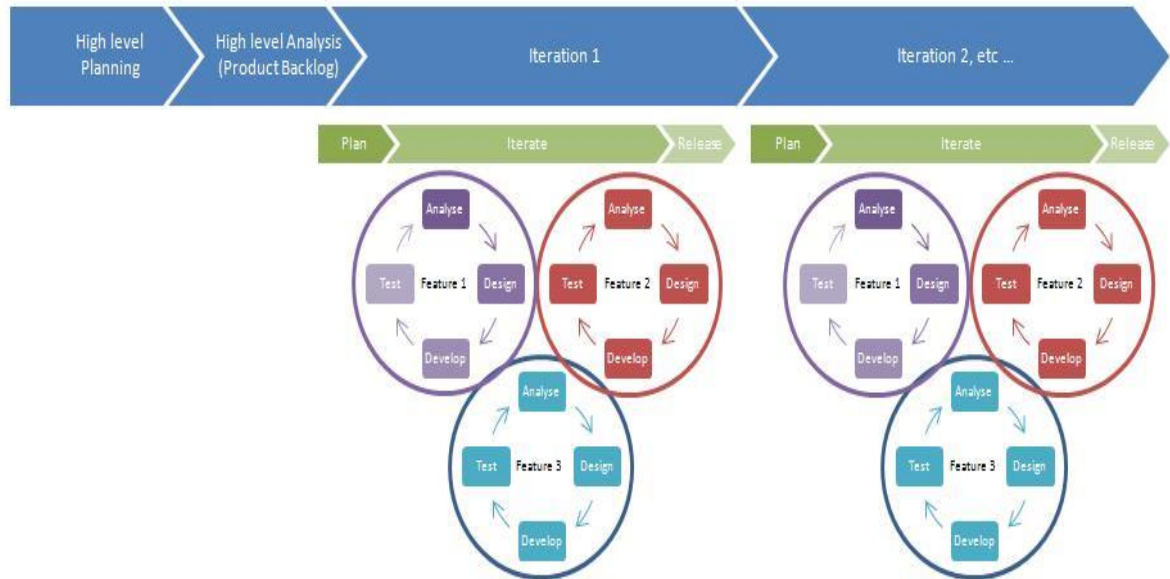 High level
Planning
High level Analysis
(Product Backlog)
Iteration 1
Iteration 2, etc ...
Plan
Iterate
Release
Plan
Iterate
Release
Analyse
Test
Feature 1
Design
Develop
Analyse
Test
Feature 2
Design
Develop
Analyse
Test
Feature 3
Design
Develop
Analyse
Test
Feature 1
Design
Develop
Analyse
Test
Feature 2
Design
Develop
Analyse
Test
Feature 3
Design
Develop